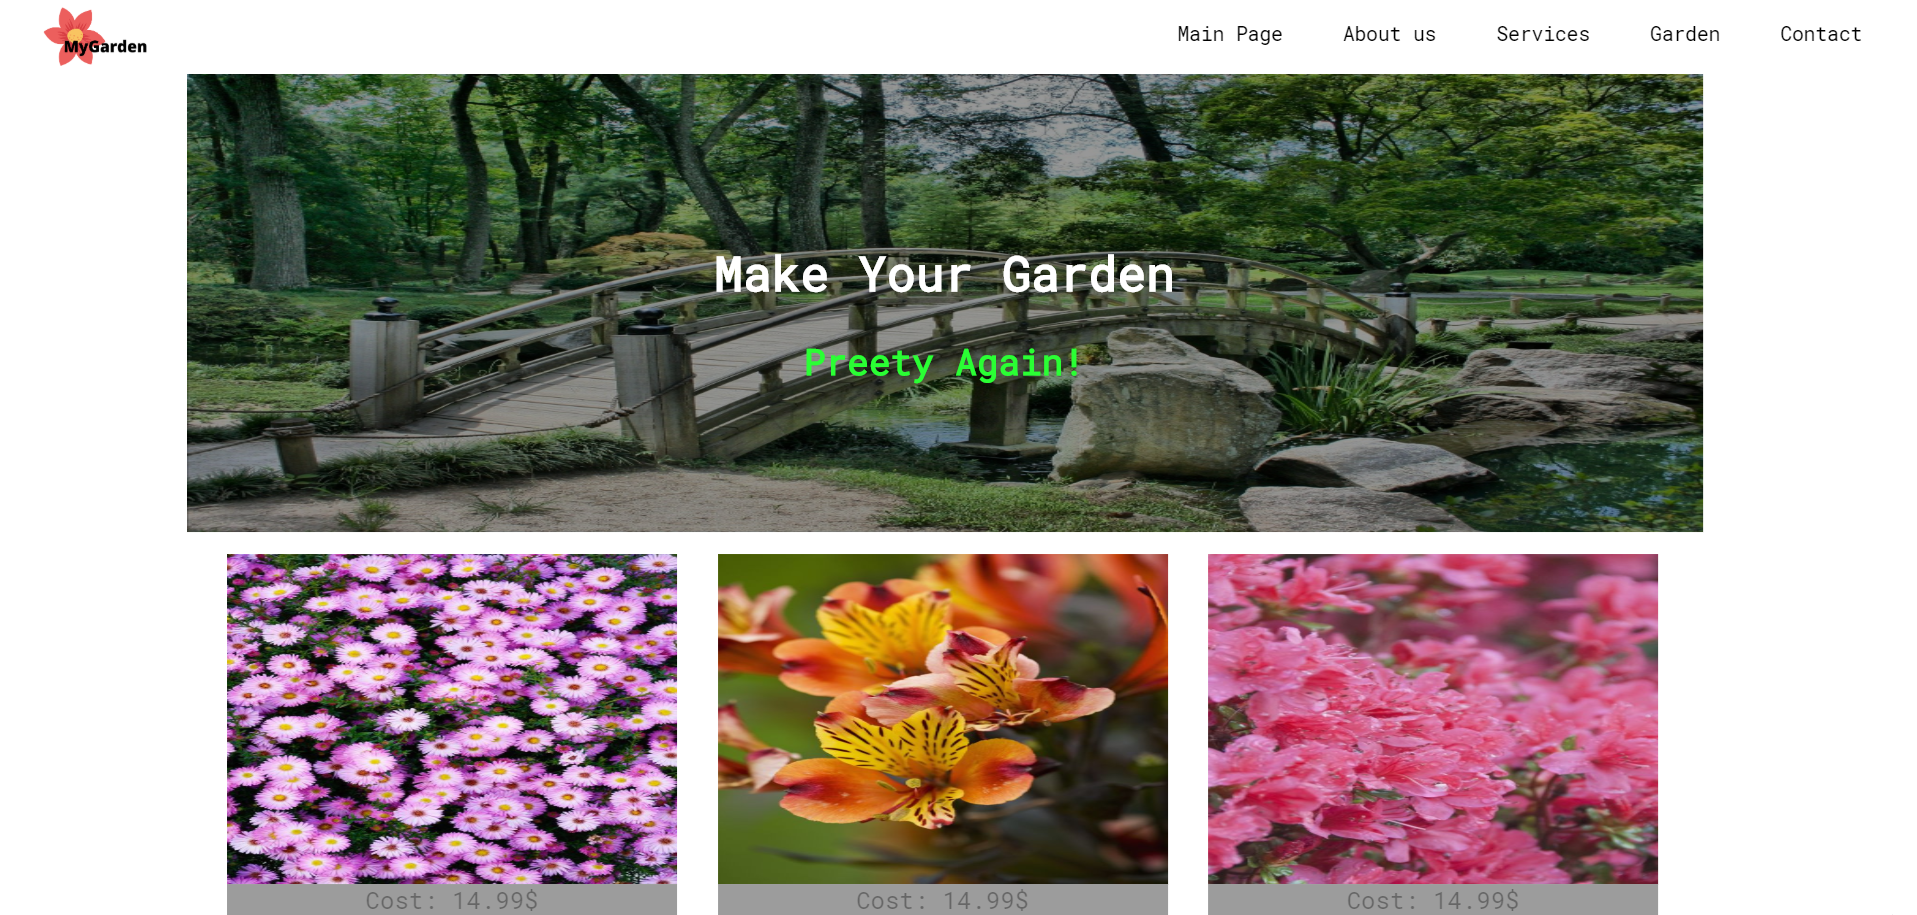 MyGarden
Main Page About us Services Garden Contact
Make Your Garden
Preety Again!
Cost: 14.99$ Cost: 14.99$ Cost: 14.99$